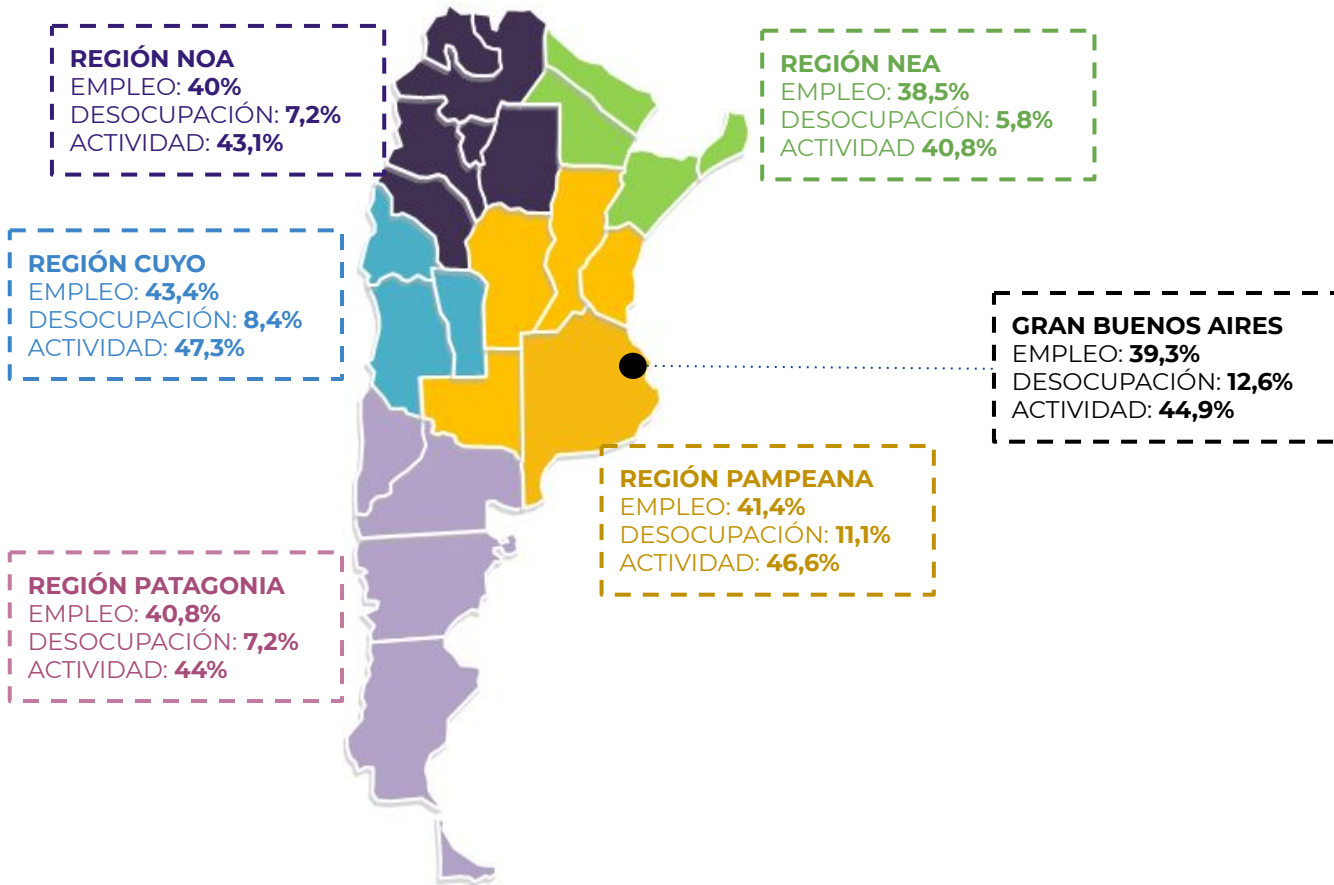 REGIÓN NOA
EMPLEO: 40%
DESOCUPACIÓN: 7,2%
ACTIVIDAD: 43,1%
REGIÓN NEA
EMPLEO: 38,5%
DESOCUPACIÓN: 5,8%
ACTIVIDAD 40,8%
REGIÓN CUYO
EMPLEO: 43,4%
DESOCUPACIÓN: 8,4%
ACTIVIDAD: 47,3%
GRAN BUENOS AIRES
EMPLEO: 39,3%
DESOCUPACIÓN: 12,6%
ACTIVIDAD: 44,9%
REGIÓN PAMPEANA
EMPLEO: 41,4%
DESOCUPACIÓN: 11,1%
ACTIVIDAD: 46,6%
REGIÓN PATAGONIA
EMPLEO: 40,8%
DESOCUPACIÓN: 7,2%
ACTIVIDAD: 44%